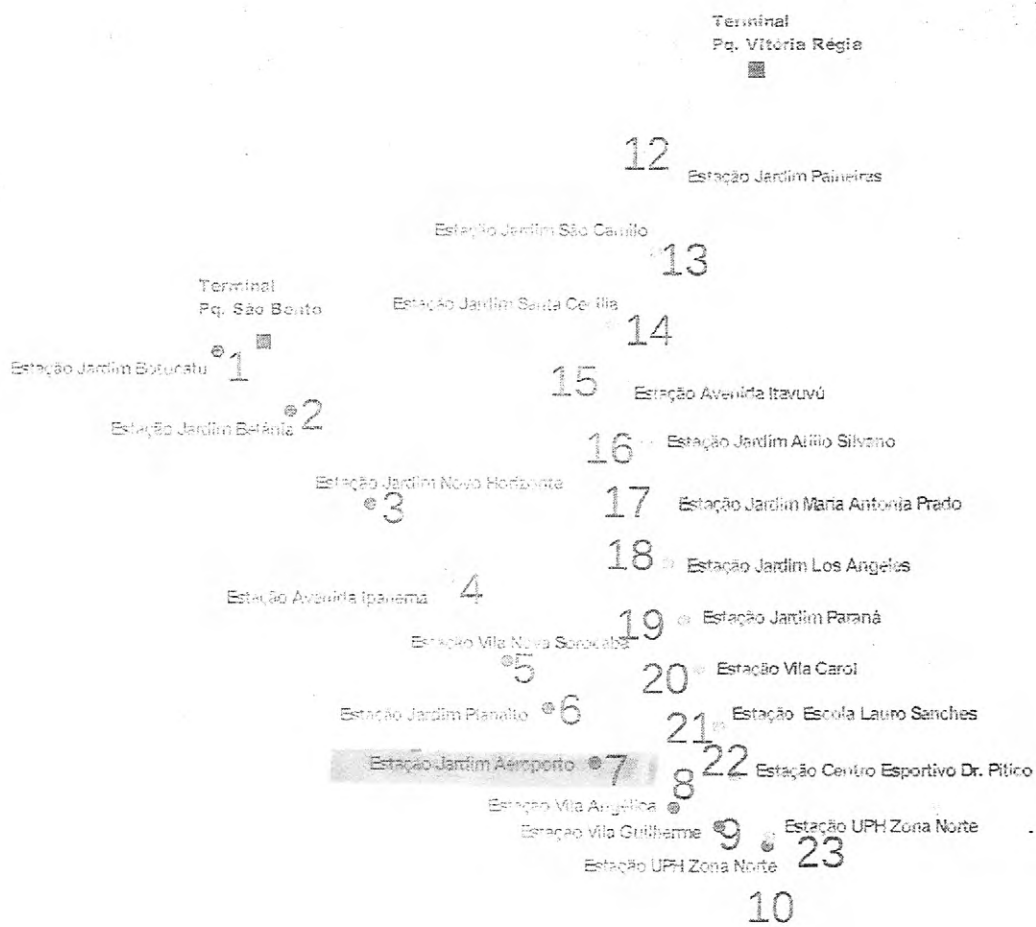 Terminal
Pq. Vitória Régia
12
Estação Jardim Paineiras
Estação Jardim São Camilo
13
Terminal
Pq. São Bento
Estação Jardim Santa Cecília
14
Estação Jardim Botucatu
1
15
Estação Avenida Itavuvú
Estação Jardim Betânia
2
16
Estação Jardim Atílio Silvano
Estação Jardim Novo Horizonte
3
17
Estação Jardim Maria Antonia Prado
18
Estação Jardim Los Angeles
Estação Avenida Ipanema
4
19
Estação Jardim Paraná
Estação Vila Nova Sorocaba
5
20
Estação Vila Carol
Estação Jardim Planalto
6
21
Estação Escola Lauro Sanches
Estação Jardim Aeroporto
7
22
Estação Centro Esportivo Dr. Pitico
8
Estação Vila Angélica
Estação Vila Guilherme
9
Estação UPH Zona Norte
23
Estação UPH Zona Norte
10